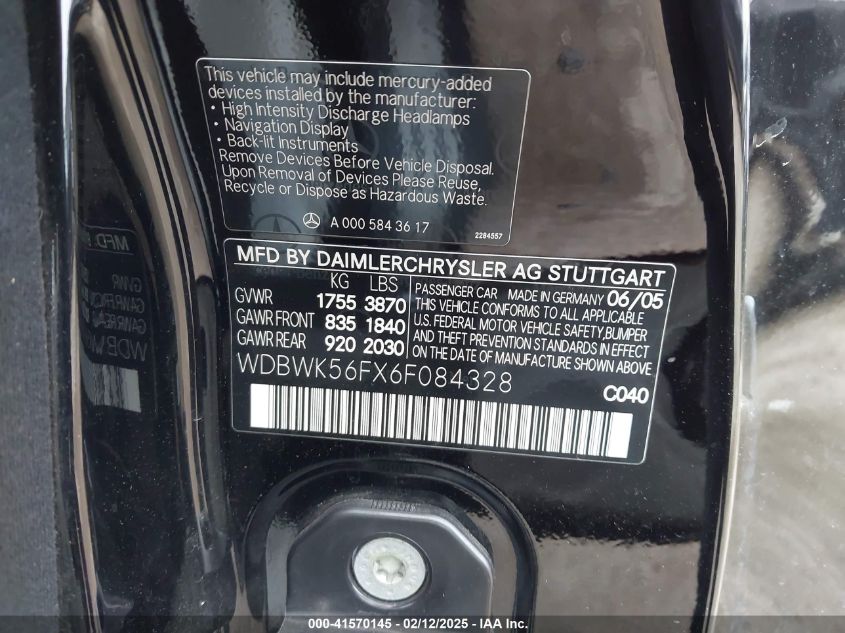 This vehicle may include mercury-added
devices installed by the manufacturer:
• High Intensity Discharge Headlamps
• Navigation Display
• Back-lit Instruments
Remove Devices Before Vehicle Disposal.
Upon Removal of Devices Please Reuse,
Recycle or Dispose as Hazardous Waste.
A 000 584 36 17
2284557
MFD BY DAIMLERCHRYSLER AG STUTTGART
KG LBS
GVWR 1755 3870
GAWR FRONT 835 1840
GAWR REAR 920 2030
PASSENGER CAR MADE IN GERMANY 06/05
THIS VEHICLE CONFORMS TO ALL APPLICABLE
U.S. FEDERAL MOTOR VEHICLE SAFETY, BUMPER
AND THEFT PREVENTION STANDARDS IN EFFECT
ON DATE OF MANUFACTURE SHOWN ABOVE.
WDBWK56FX6F084328
C040
000-41570145 - 02/12/2025 - IAA Inc.